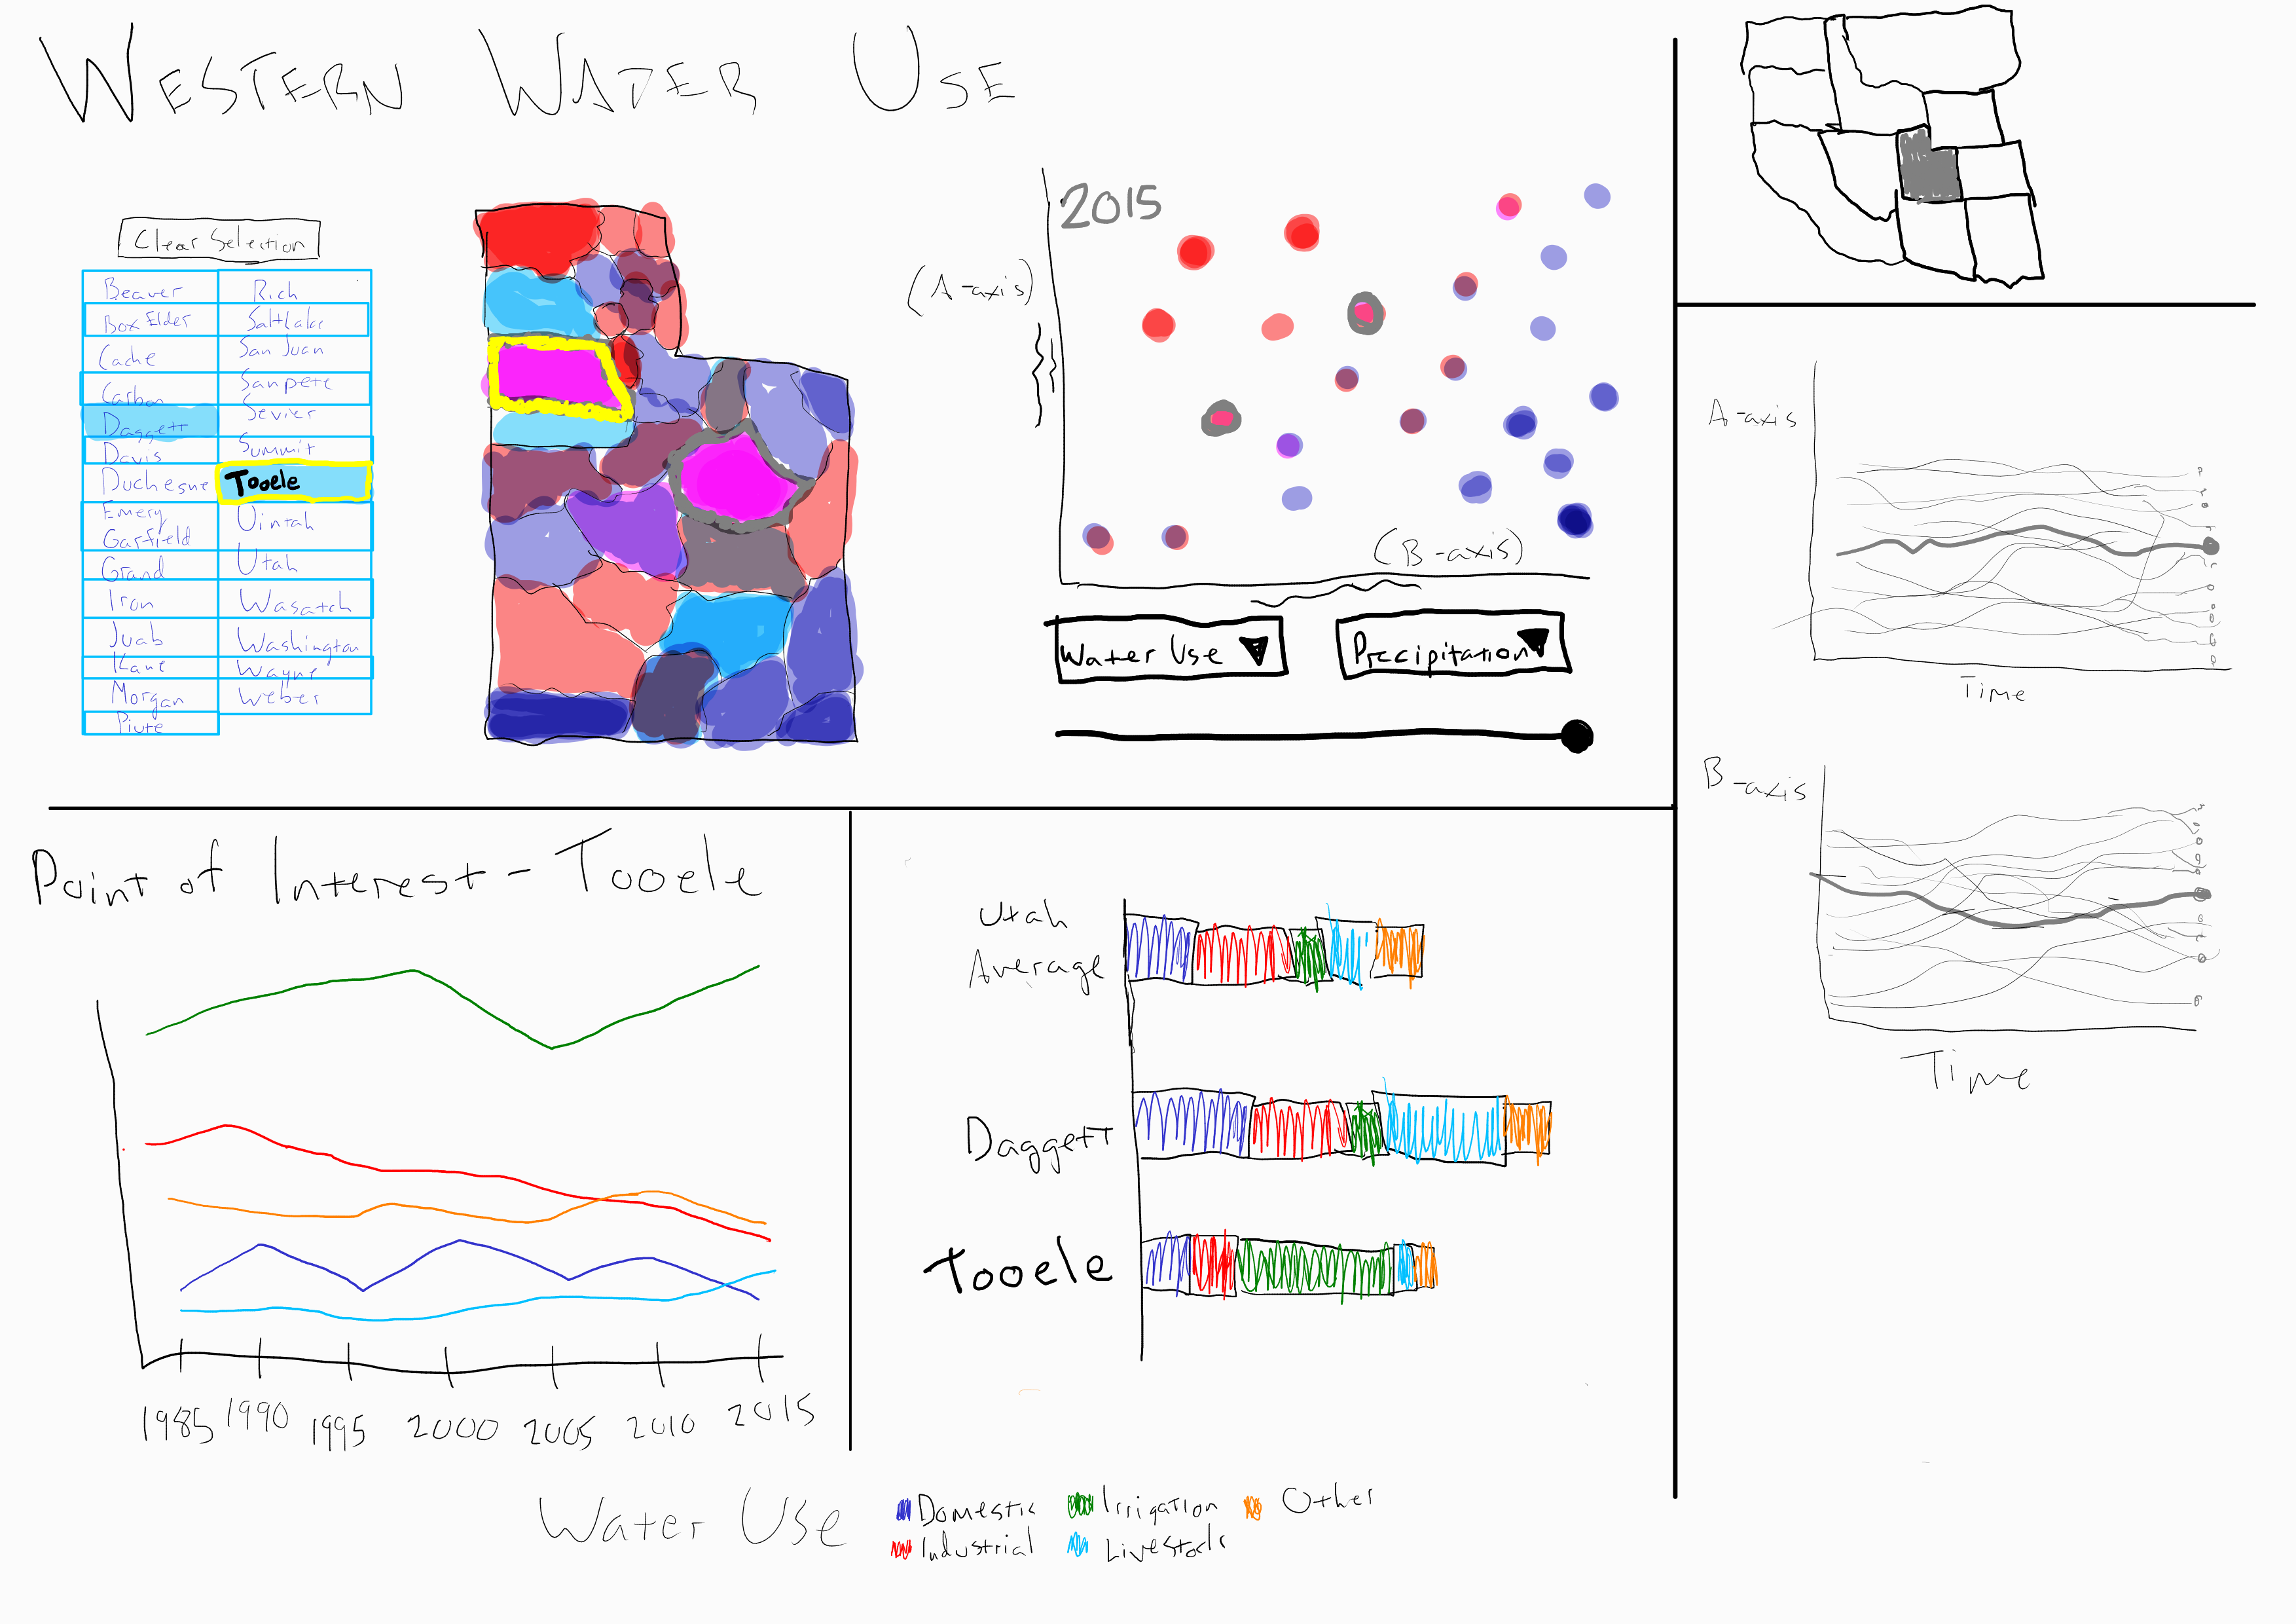 WESTERN WATER USE
Clear Selection
Beaver
Box Elder
Cache
Carbon
Daggett
Davis
Duchesne
Emery
Garfield
Grand
Iron
Juab
Kane
Morgan
Piute
Rich
Saltlake
San Juan
Sanpete
Sevier
Summit
Tooele
Uintah
Utah
Wasatch
Washington
Wayne
Weber
2015
(A-axis)
(B-axis)
Water Use
Precipitation
A-axis
Time
B-axis
Time
Point of Interest - Tooele
1985 1990 1995 2000 2005 2010 2015
Utah
Average
Daggett
Tooele
Water Use
Domestic Irrigation Other
Industrial Livestock